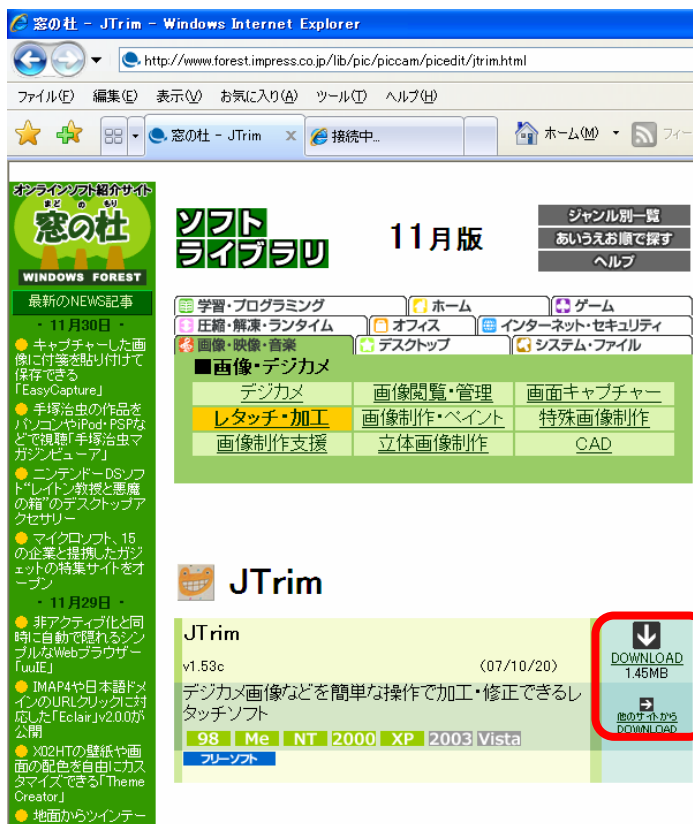 窓の杜 - JTrim - Windows Internet Explorer
http://www.forest.impress.co.jp/lib/pic/piccam/picedit/jtrim.html
ファイル(F) 編集(E) 表示(V) お気に入り(A) ツール(T) ヘルプ(H)
窓の杜 - JTrim x 接続中... ホーム(M) フィー
オンラインソフト紹介サイト
まど の もり
窓の杜
WINDOWS FOREST
ソフト
ライブラリ
11月版
ジャンル別一覧
あいうえお順で探す
ヘルプ
学習・プログラミング ホーム ゲーム
圧縮・解凍・ランタイム オフィス インターネット・セキュリティ
画像・映像・音楽 デスクトップ システム・ファイル
■画像・デジカメ
デジカメ 画像閲覧・管理 画面キャプチャー
レタッチ・加工 画像制作・ペイント 特殊画像制作
画像制作支援 立体画像制作 CAD
最新のNEWS記事
・ 11月30日 ・
キャプチャーした画
像に付箋を貼り付けて
保存できる
「EasyCapture」
手塚治虫の作品を
パソコンやiPod・PSPな
どで視聴「手塚治虫マ
ガジンビューア」
ニンテンドーDSソフ
ト“レイトン教授と悪魔
の箱”のデスクトップア
クセサリー
マイクロソフト、15
の企業と提携したガジ
ェットの特集サイトをオ
ープン
・ 11月29日 ・
非アクティブ化と同
時に自動で隠れるシン
プルなWebブラウザー
「uuIE」
IMAP4や日本語ドメ
インのURLクリックに対
応した「Eclair」v2.0.0が
公開
X02HTの壁紙や画
面の配色を自由にカス
タマイズできる「Theme
Creator」
地面からツインテー
JTrim
JTrim
v1.53c (07/10/20)
デジカメ画像などを簡単な操作で加工・修正できるレ
タッチソフト
98 Me NT 2000 XP 2003 Vista
フリーソフト
DOWNLOAD
1.45MB
他のサイトから
DOWNLOAD